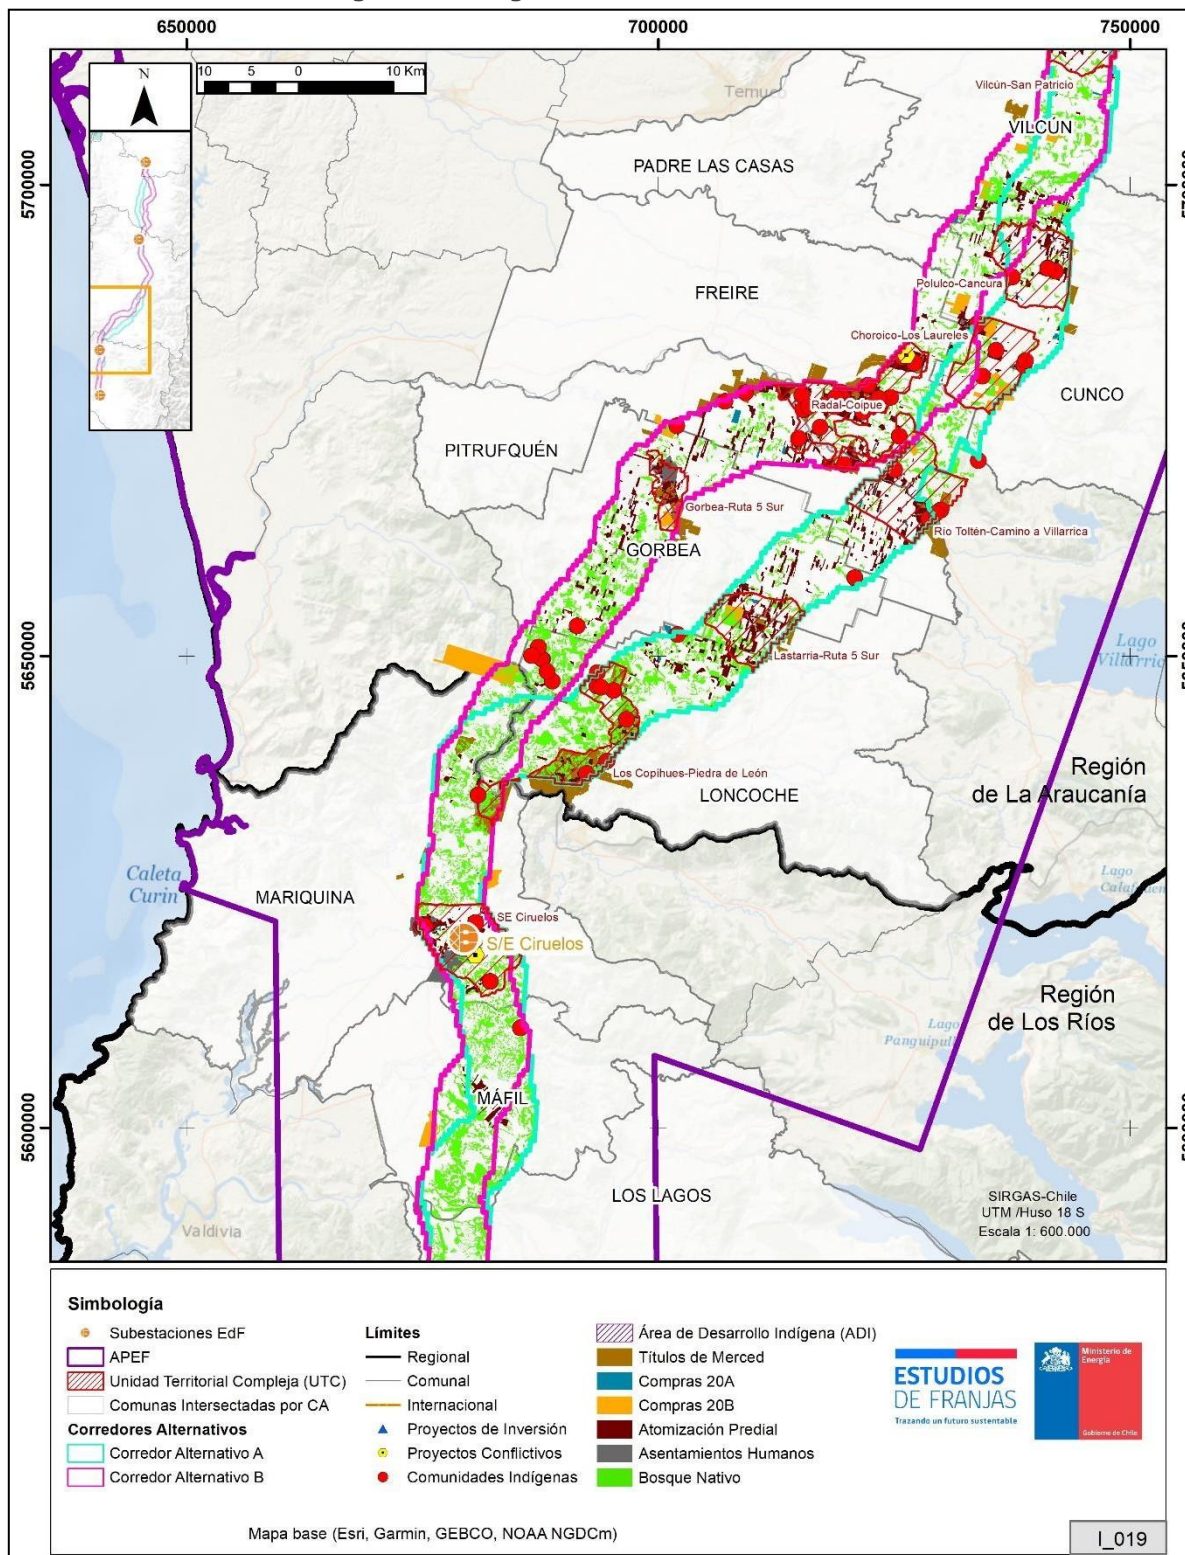 650000
700000
750000
N
10 5 0 10 Km
Temuco
Vilcún-San Patricio
VILCÚN
PADRE LAS CASAS
5700000
FREIRE
Polulco-Cancura
Choroico-Los Laureles
CUNCO
Radal-Coipue
PITRUFQUÉN
Gorbea-Ruta 5 Sur
GORBEA
Río Toltén-Camino a Villarrica
5650000
Lago
Villarrica
Lastarria-Ruta 5 Sur
Región
de La Araucanía
Los Copihues-Piedra de León
LONCOCHE
Caleta
Curin
MARIQUINA
Lago
SE Ciruelos
S/E Ciruelos
Región
de Los Ríos
Lago
Panguipulli
MÁFIL
5600000
LOS LAGOS
Valdivia
SIRGAS-Chile
UTM /Huso 18 S
Escala 1: 600.000
Simbología
Subestaciones EdF
APEF
Unidad Territorial Compleja (UTC)
Comunas Intersectadas por CA
Corredores Alternativos
Corredor Alternativo A
Corredor Alternativo B
Límites
Regional
Comunal
Internacional
Proyectos de Inversión
Proyectos Conflictivos
Comunidades Indígenas
Área de Desarrollo Indígena (ADI)
Títulos de Merced
Compras 20A
Compras 20B
Atomización Predial
Asentamientos Humanos
Bosque Nativo
ESTUDIOS
DE FRANJAS
Trazando un futuro sustentable
Ministerio de
Energía
Gobierno de Chile
Mapa base (Esri, Garmin, GEBCO, NOAA NGDCm)
I_019